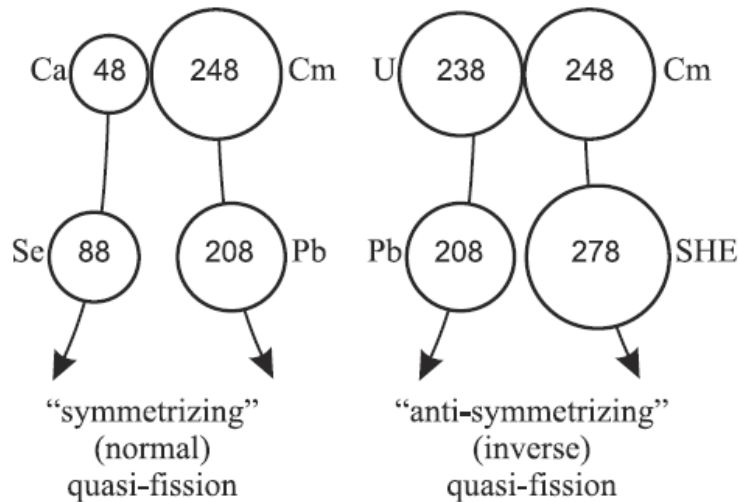 Ca 48 248 Cm
Se 88 208 Pb
"symmetrizing"
(normal)
quasi-fission
U 238 248 Cm
Pb 208 278 SHE
"anti-symmetrizing"
(inverse)
quasi-fission